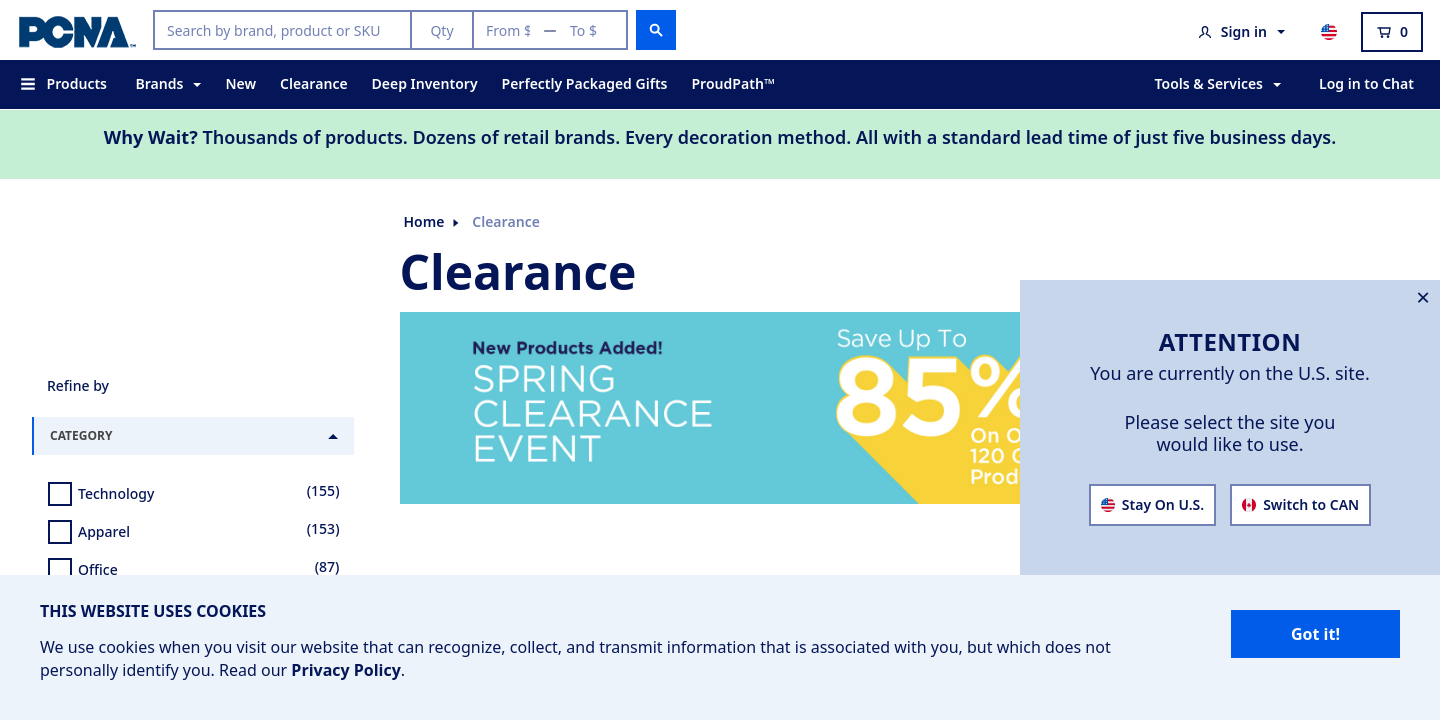 PCNA™
Search by brand, product or SKU
Qty
From $ — To $
Sign in
0
Products
Brands
New
Clearance
Deep Inventory
Perfectly Packaged Gifts
ProudPath™
Tools & Services
Log in to Chat
Why Wait? Thousands of products. Dozens of retail brands. Every decoration method. All with a standard lead time of just five business days.
Home
Clearance
Clearance
New Products Added!
SPRING
CLEARANCE
EVENT
Save Up To
85%
On O
120 G
Prod
Refine by
CATEGORY
Technology (155)
Apparel (153)
Office (87)
ATTENTION
You are currently on the U.S. site.
Please select the site you
would like to use.
Stay On U.S.
Switch to CAN
THIS WEBSITE USES COOKIES
We use cookies when you visit our website that can recognize, collect, and transmit information that is associated with you, but which does not
personally identify you. Read our Privacy Policy.
Got it!